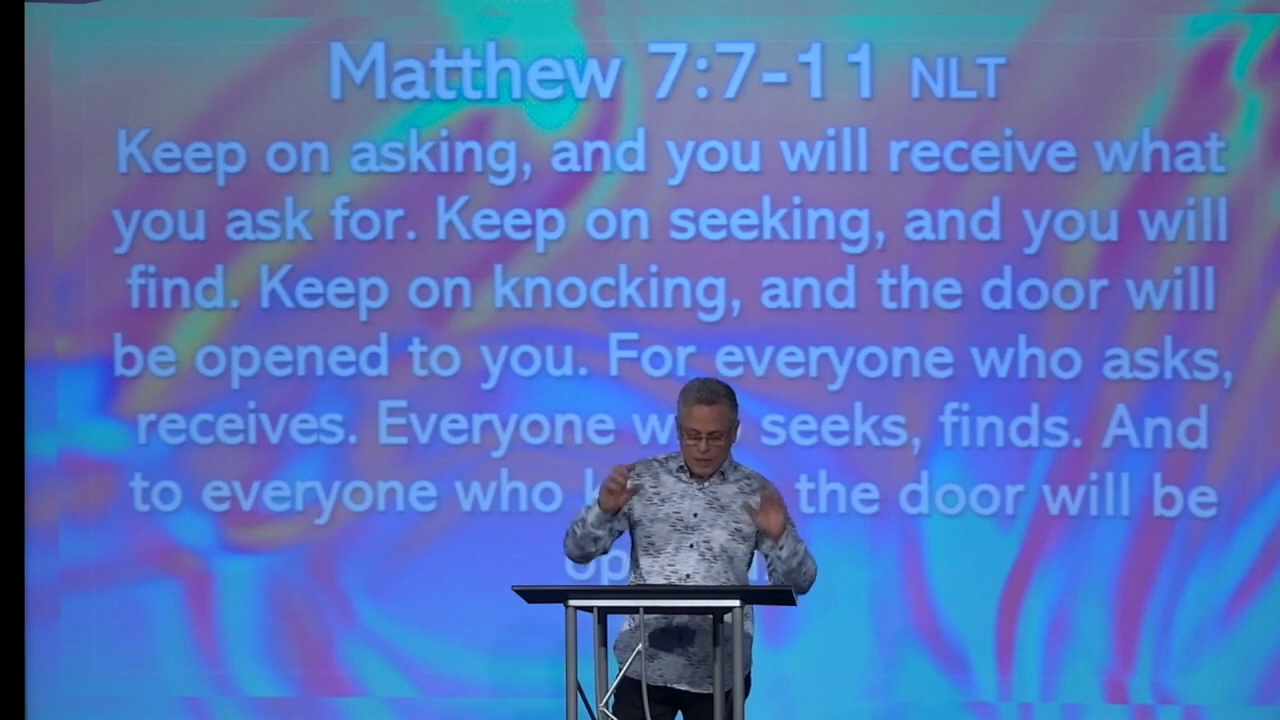 Matthew 7:7-11 NLT
Keep on asking, and you will receive what
you ask for. Keep on seeking, and you will
find. Keep on knocking, and the door will
be opened to you. For everyone who asks,
receives. Everyone seeks, finds. And
to everyone who the door will be